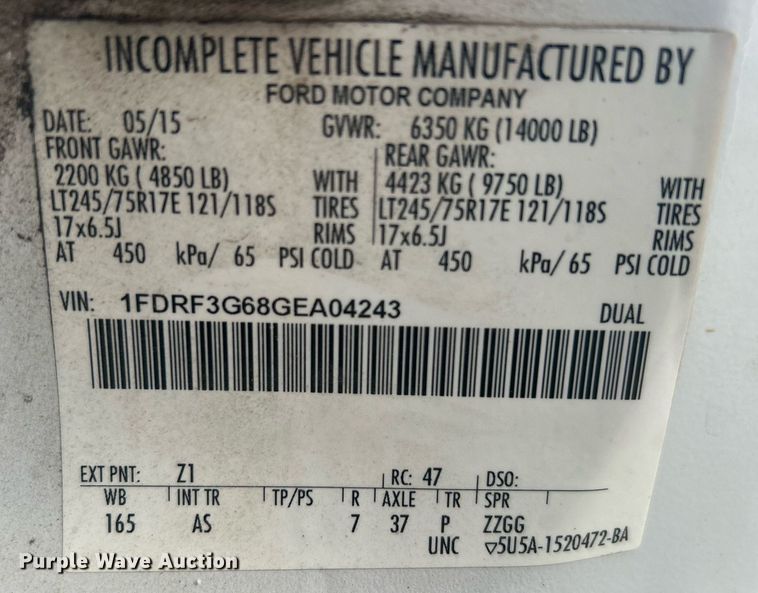 INCOMPLETE VEHICLE MANUFACTURED BY
FORD MOTOR COMPANY
DATE: 05/15 GVWR: 6350 KG (14000 LB)
FRONT GAWR: REAR GAWR:
2200 KG ( 4850 LB) WITH 4423 KG ( 9750 LB) WITH
LT245/75R17E 121/118S TIRES LT245/75R17E 121/118S TIRES
17x6.5J RIMS 17x6.5J RIMS
AT 450 kPa/ 65 PSI COLD AT 450 kPa/ 65 PSI COLD
VIN: 1FDRF3G68GEA04243 DUAL
EXT PNT: Z1 RC: 47 DSO:
WB INT TR TP/PS R AXLE TR SPR
165 AS 7 37 P ZZGG
UNC ▽5U5A-1520472-BA
Purple Wave Auction